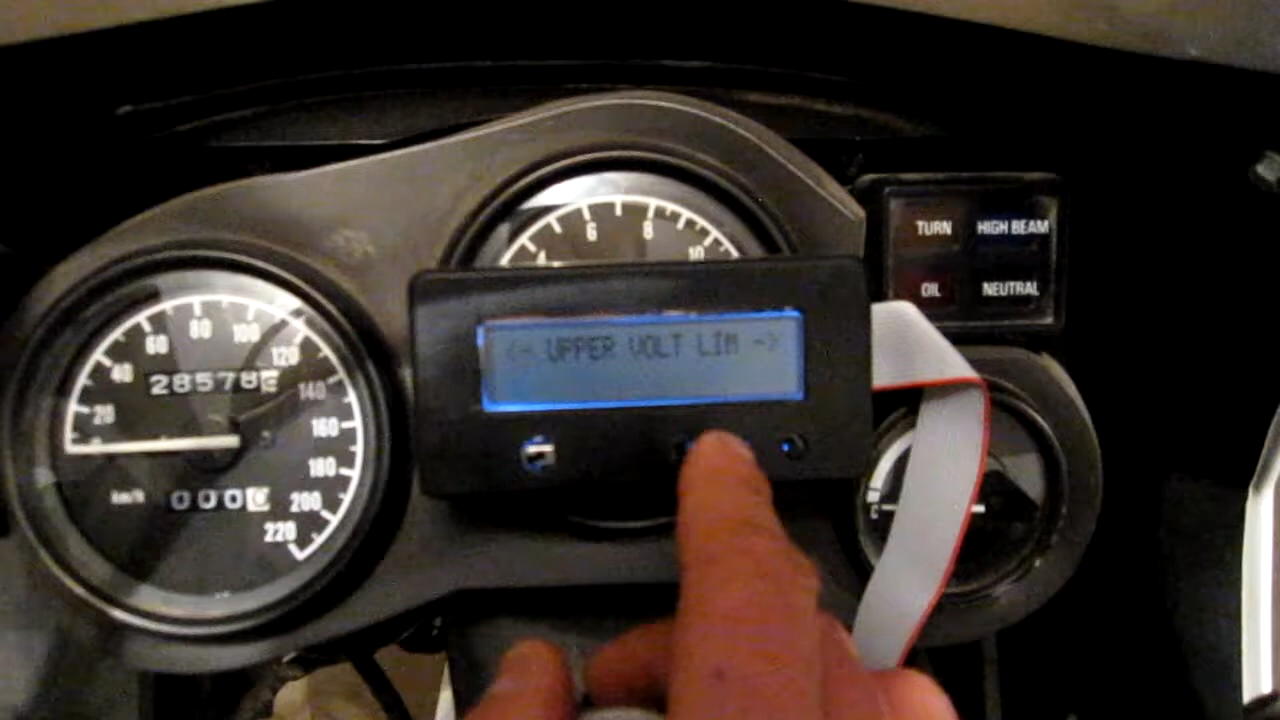 <- UPPER VOLT LIM ->
4 6 8 10
TURN HIGH BEAM
OIL NEUTRAL
20 40 60 80 100 120 140 160 180 200 220
28578
km/h
000
C